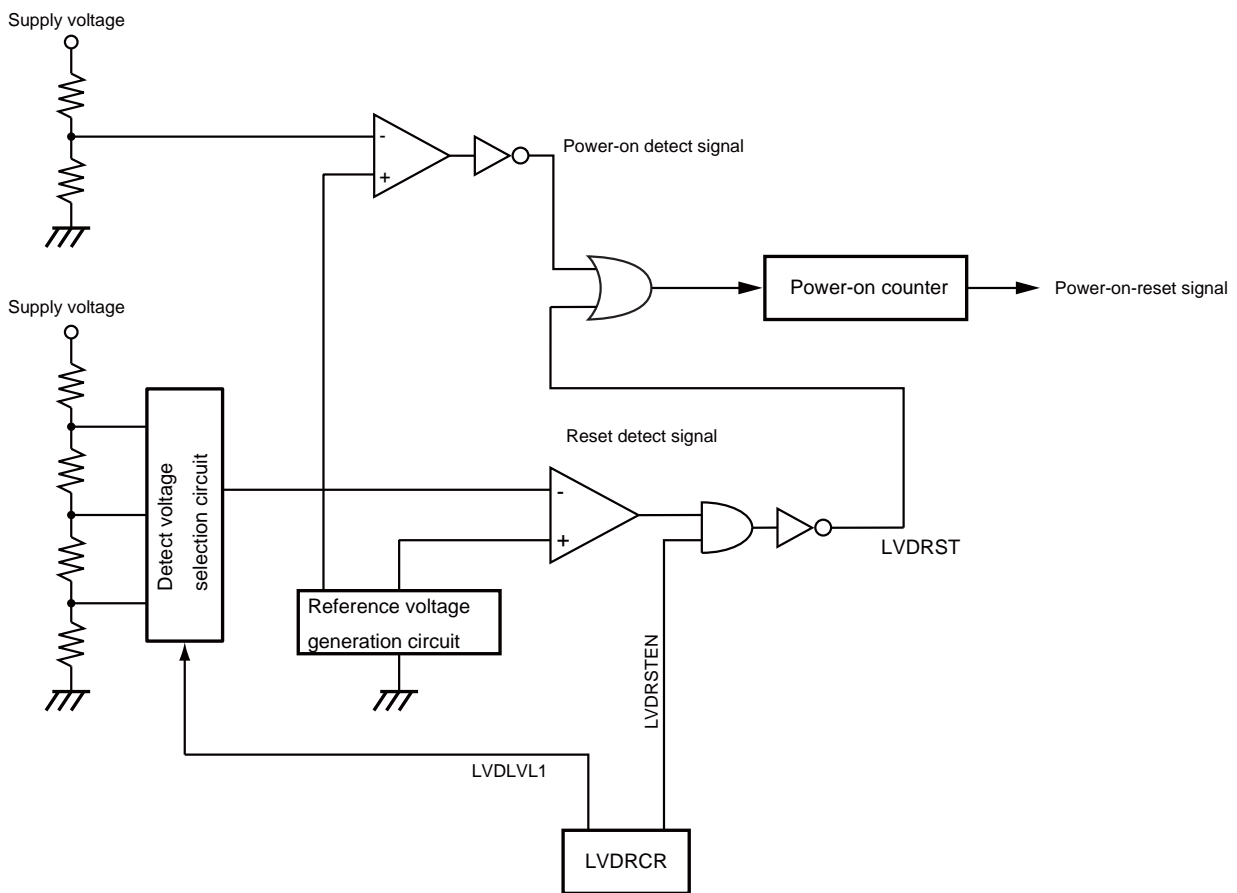 Supply voltage
-
+
Power-on detect signal
Power-on counter
Power-on-reset signal
Supply voltage
Detect voltage
selection circuit
Reset detect signal
-
+
LVDRST
Reference voltage
generation circuit
LVDRSTEN
LVDLVL1
LVDRCR